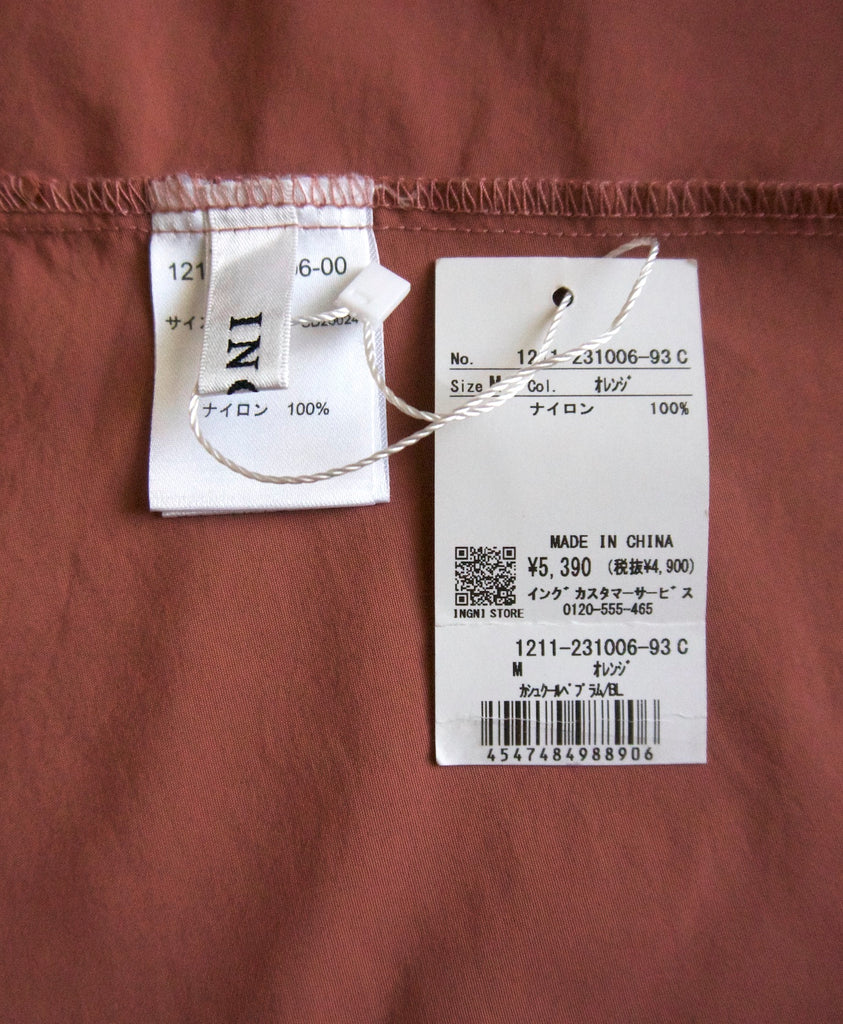 121 6-00
サイ
ナイロン 100%
INGNI
No. 1211-231006-93 C
Size M Col. オレンジ
ナイロン 100%
MADE IN CHINA
¥5,390 (税抜¥4,900)
イング カスタマーサービス
0120-555-465
INGNI STORE
1211-231006-93 C
M オレンジ
カシュクールペプラム/BL
4547484988906